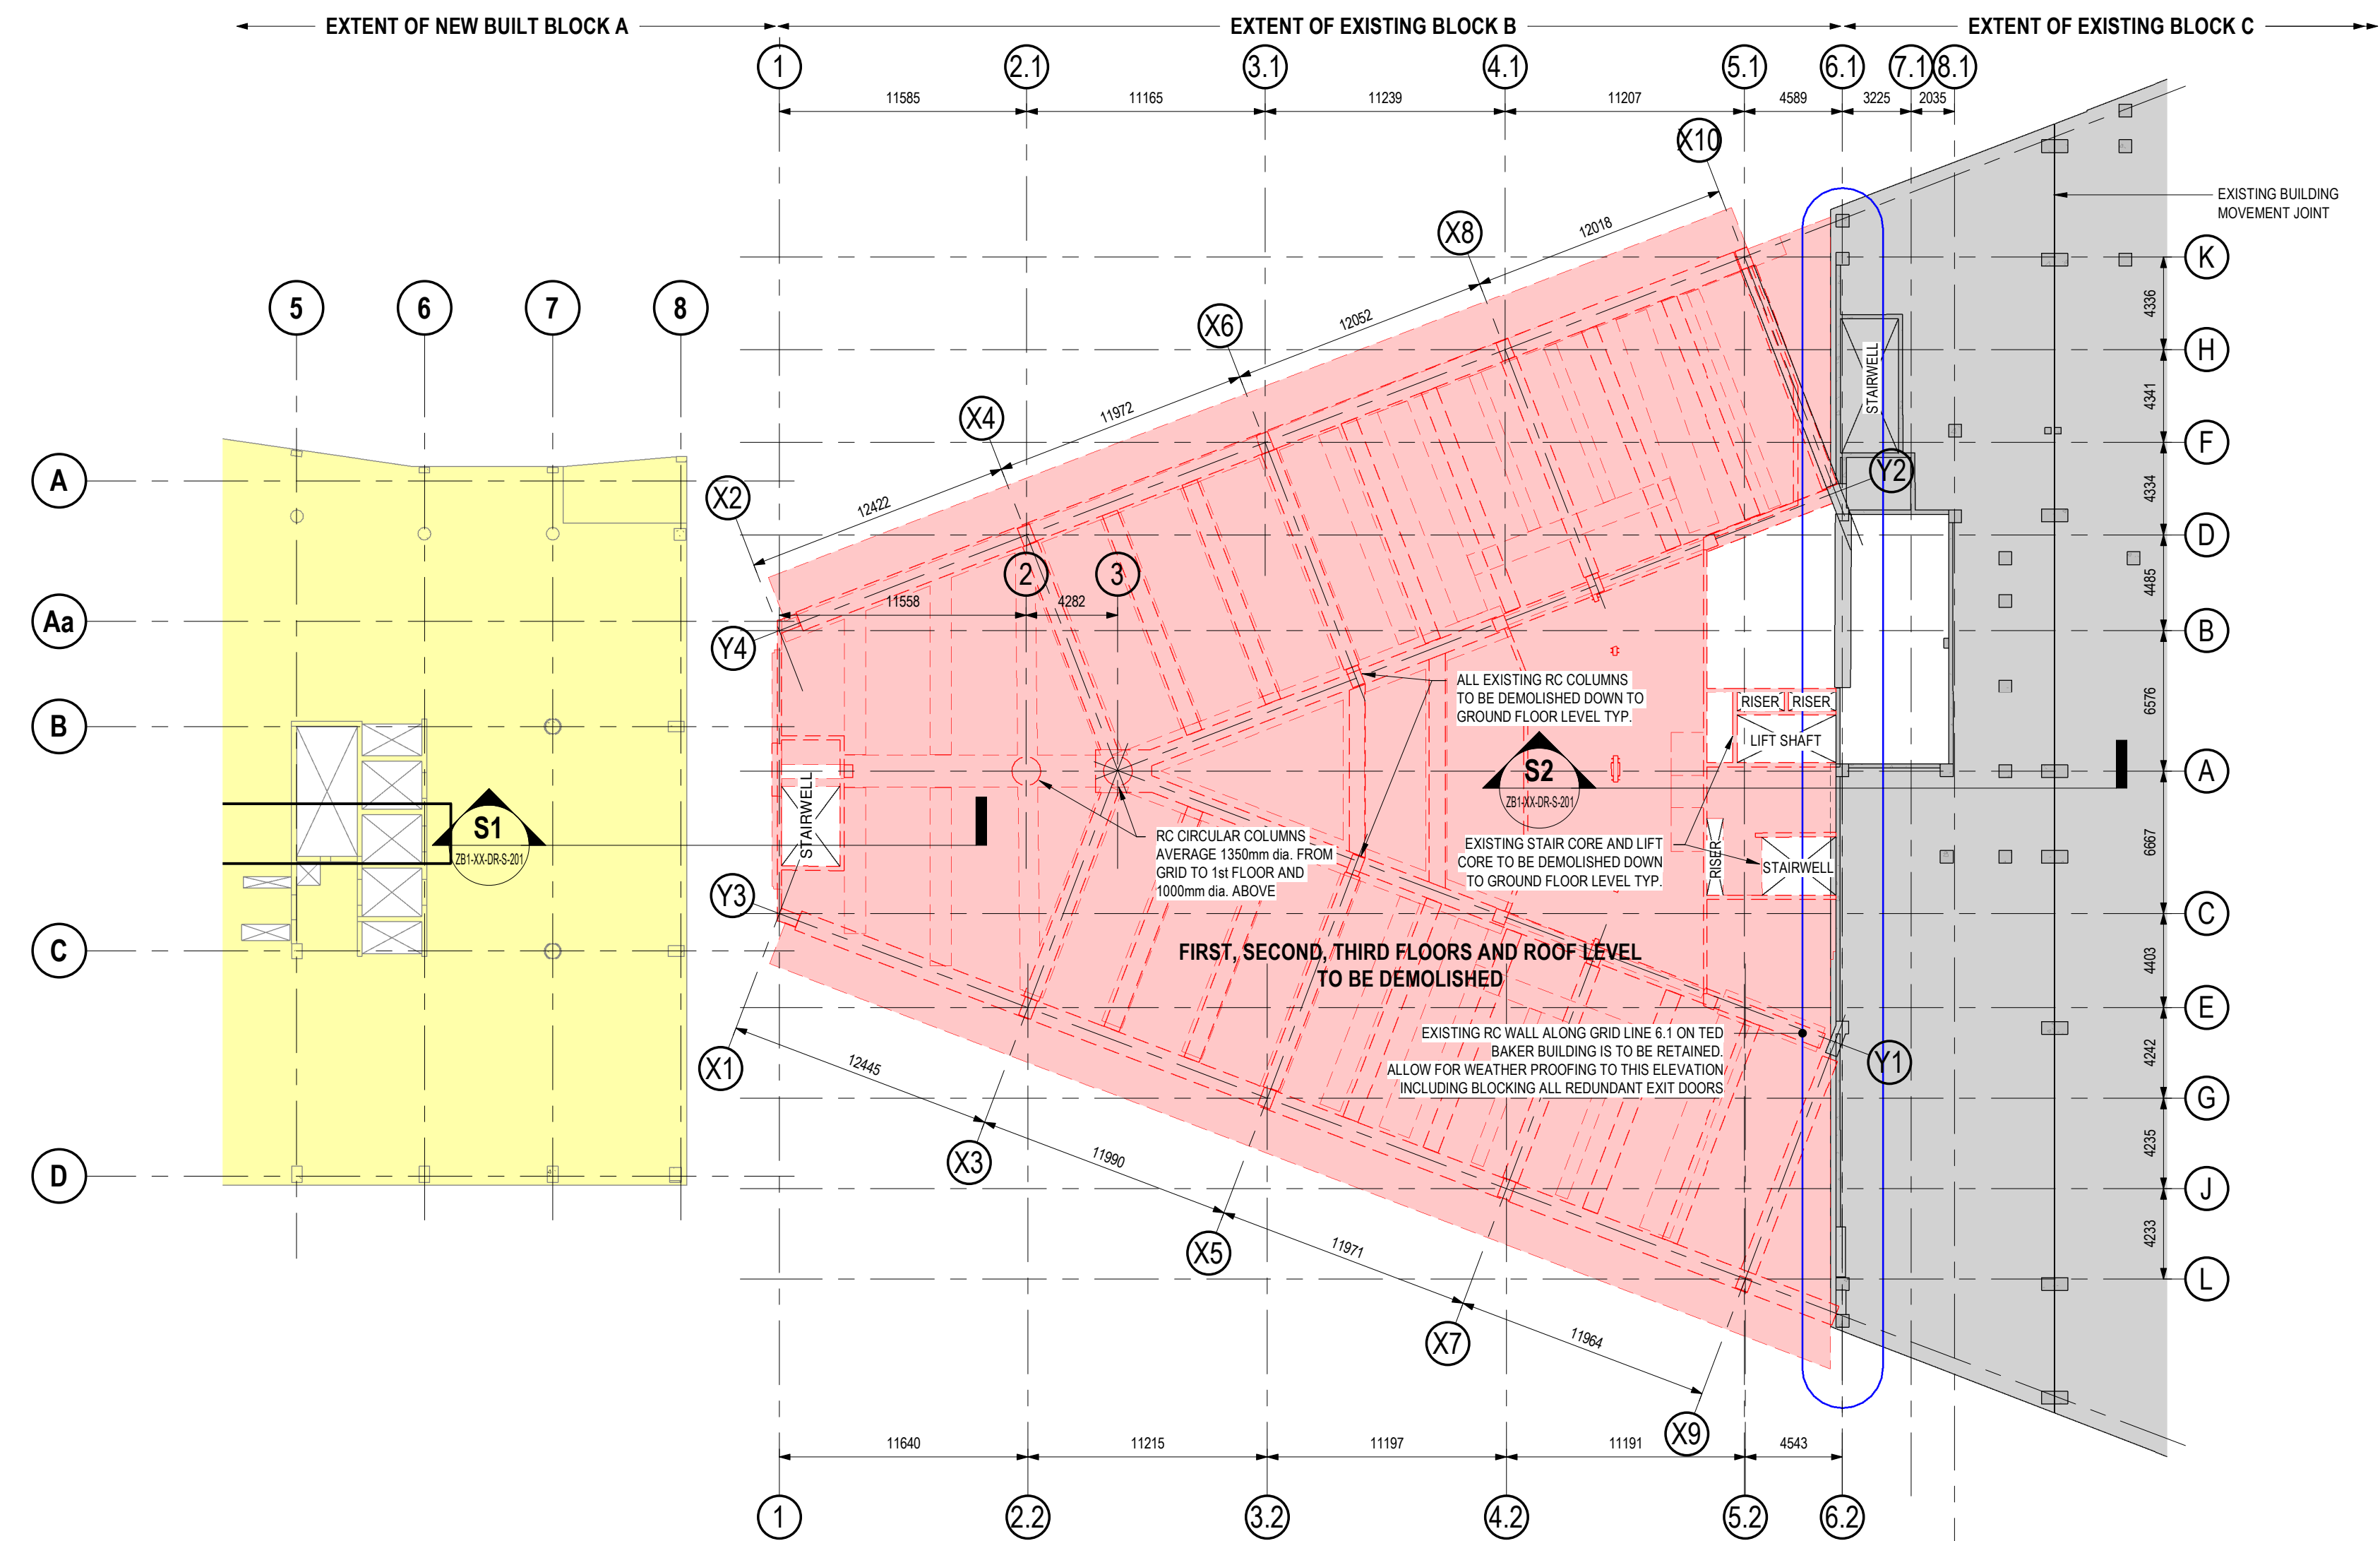 EXTENT OF NEW BUILT BLOCK A
EXTENT OF EXISTING BLOCK B
EXTENT OF EXISTING BLOCK C
1
2.1
3.1
4.1
5.1
6.1
7.1
8.1
11585
11165
11239
11207
4589
3225
2035
X10
X8
X6
X4
X2
12018
12052
11972
12422
EXISTING BUILDING
MOVEMENT JOINT
5
6
7
8
A
Aa
B
C
D
K
H
F
D
B
A
C
E
G
J
L
4336
4341
4334
4485
6576
6667
4403
4242
4235
4233
STAIRWELL
Y2
2
3
11558
4282
Y4
ALL EXISTING RC COLUMNS
TO BE DEMOLISHED DOWN TO
GROUND FLOOR LEVEL TYP.
RISER
RISER
LIFT SHAFT
S2
ZB1-XX-DR-S-201
S1
ZB1-XX-DR-S-201
STAIRWELL
RC CIRCULAR COLUMNS
AVERAGE 1350mm dia. FROM
GRID TO 1st FLOOR AND
1000mm dia. ABOVE
EXISTING STAIR CORE AND LIFT
CORE TO BE DEMOLISHED DOWN
TO GROUND FLOOR LEVEL TYP.
RISER
STAIRWELL
Y3
FIRST, SECOND, THIRD FLOORS AND ROOF LEVEL
TO BE DEMOLISHED
EXISTING RC WALL ALONG GRID LINE 6.1 ON TED
BAKER BUILDING IS TO BE RETAINED.
ALLOW FOR WEATHER PROOFING TO THIS ELEVATION
INCLUDING BLOCKING ALL REDUNDANT EXIT DOORS
Y1
X1
X3
X5
X7
X9
12445
11990
11971
11964
11640
11215
11197
11191
4543
1
2.2
3.2
4.2
5.2
6.2